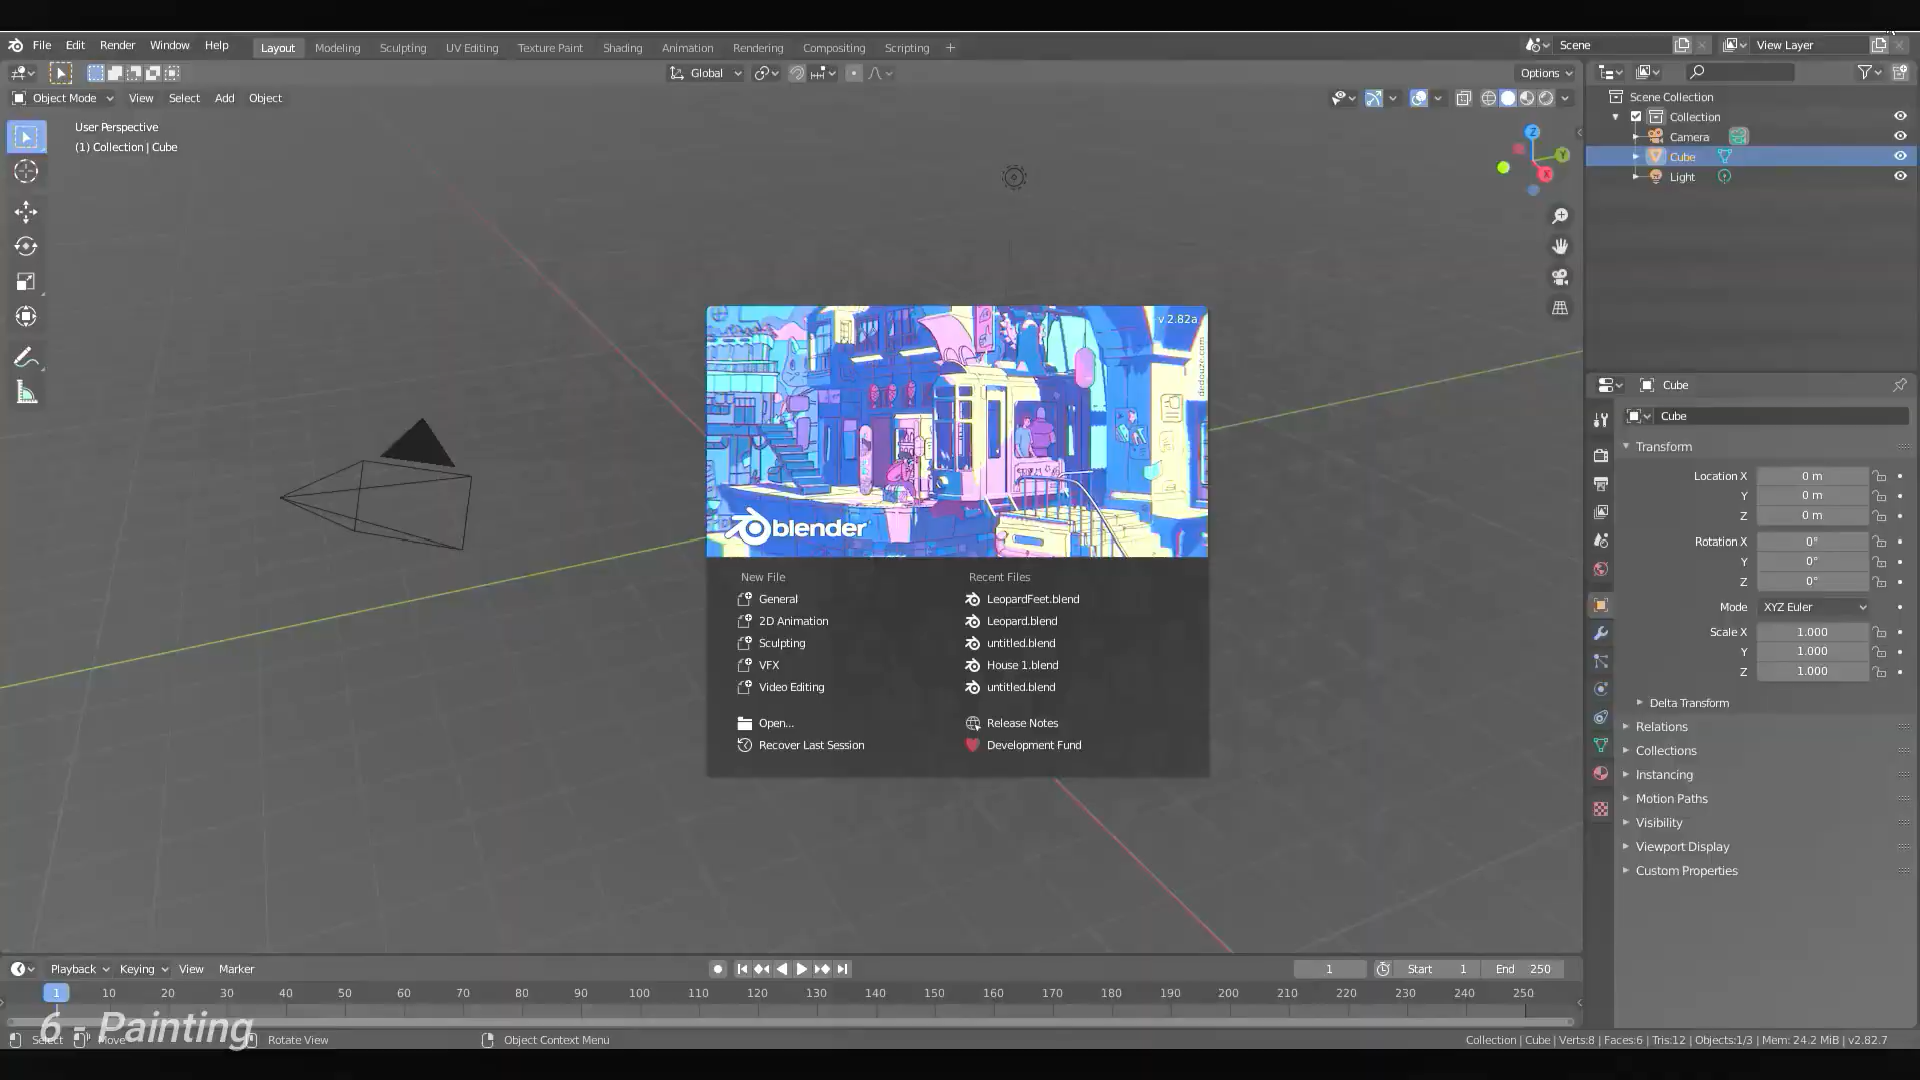 File Edit Render Window Help Layout Modeling Sculpting UV Editing Texture Paint Shading Animation Rendering Compositing Scripting + Scene View Layer
Global Options
Object Mode View Select Add Object
User Perspective
(1) Collection | Cube
Z
Y
X
Scene Collection
Collection
Camera
Cube
Light
v.2.82a
dedouze.com
blender
New File
General
2D Animation
Sculpting
VFX
Video Editing
Open...
Recover Last Session
Recent Files
LeopardFeet.blend
Leopard.blend
untitled.blend
House 1.blend
untitled.blend
Release Notes
Development Fund
Cube
Cube
Transform
Location X 0 m
Y 0 m
Z 0 m
Rotation X 0°
Y 0°
Z 0°
Mode XYZ Euler
Scale X 1.000
Y 1.000
Z 1.000
Delta Transform
Relations
Collections
Instancing
Motion Paths
Visibility
Viewport Display
Custom Properties
Playback Keying View Marker 1 Start 1 End 250
1 10 20 30 40 50 60 70 80 90 100 110 120 130 140 150 160 170 180 190 200 210 220 230 240 250
6 - Painting
Select Move Rotate View Object Context Menu Collection | Cube | Verts:8 | Faces:6 | Tris:12 | Objects:1/3 | Mem: 24.2 MiB | v2.82.7